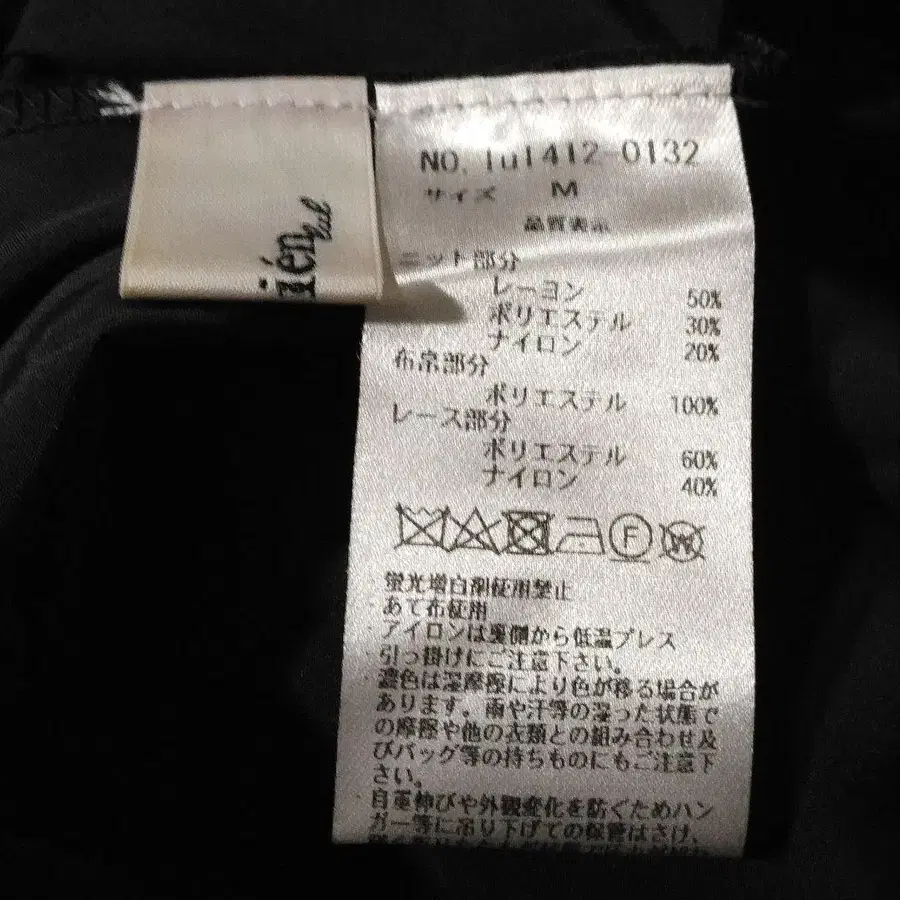 ién
lul
NO. lul412-0132
サイズ M
品質表示
ニット部分
レーヨン 50%
ポリエステル 30%
ナイロン 20%
布帛部分
ポリエステル 100%
レース部分
ポリエステル 60%
ナイロン 40%
F
W
・蛍光増白剤使用禁止
・あて布使用
・アイロンは裏側から低温プレス
・引っ掛けにご注意下さい。
・濃色は湿摩擦により色が移る場合が
あります。雨や汗等の湿った状態で
の摩擦や他の衣類との組み合わせ及
びバッグ等の持ちものにもご注意下
さい。
・自重伸びや外観変化を防ぐためハン
ガー等に吊り下げての保管はさけ、